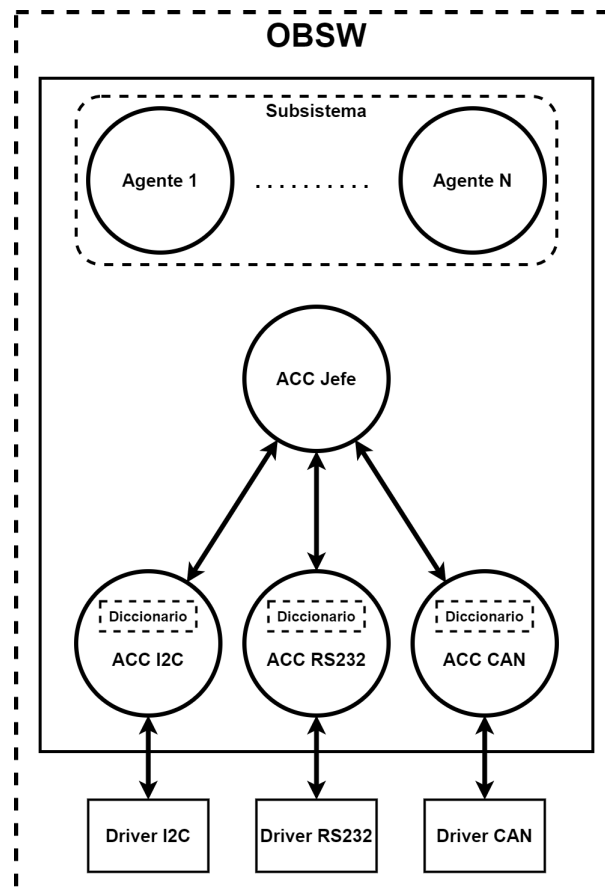 OBSW
Subsistema
Agente 1
. . . . . . . . . .
Agente N
ACC Jefe
Diccionario
ACC I2C
Diccionario
ACC RS232
Diccionario
ACC CAN
Driver I2C
Driver RS232
Driver CAN